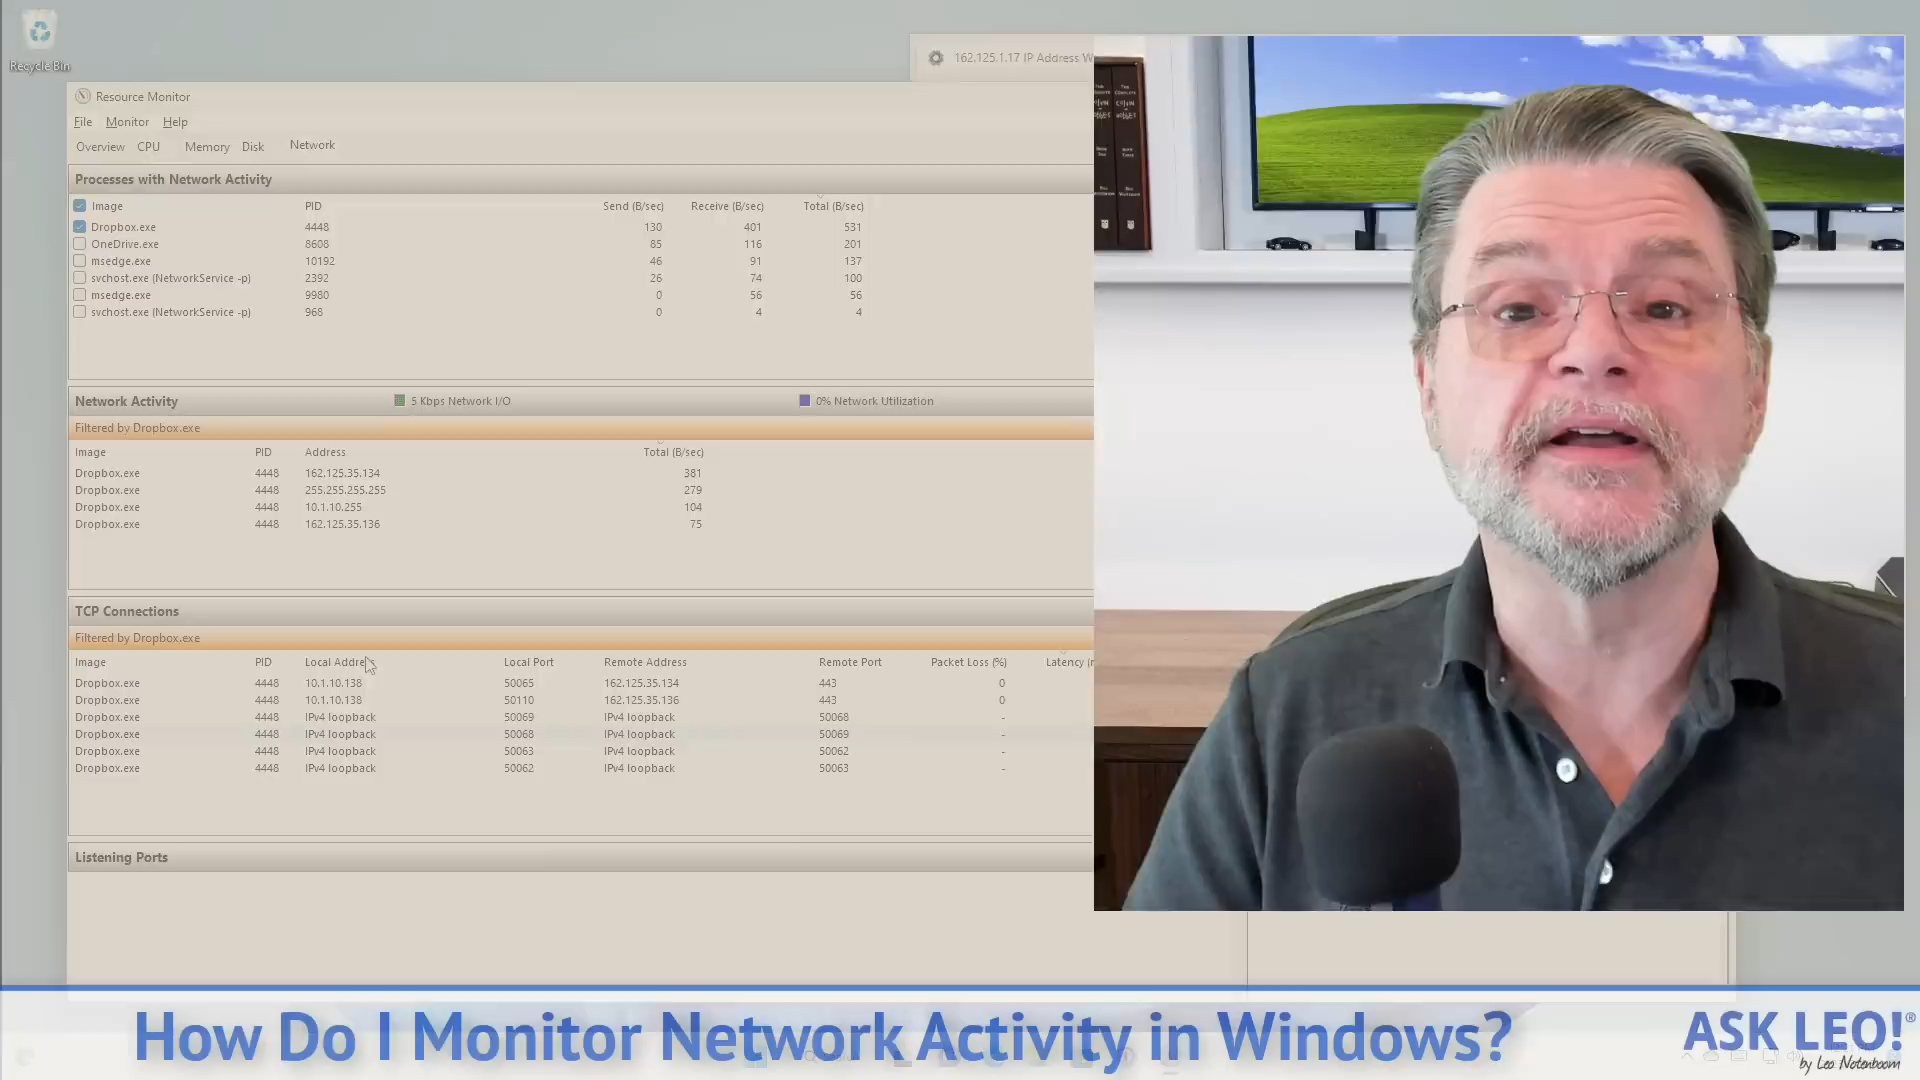 Recycle Bin
162.125.1.17 IP Address W
Resource Monitor
File Monitor Help
Overview CPU Memory Disk Network
Processes with Network Activity
Image PID Send (B/sec) Receive (B/sec) Total (B/sec)
Dropbox.exe 4448 130 401 531
OneDrive.exe 8608 85 116 201
msedge.exe 10192 46 91 137
svchost.exe (NetworkService -p) 2392 26 74 100
msedge.exe 9980 0 56 56
svchost.exe (NetworkService -p) 968 0 4 4
Network Activity 5 Kbps Network I/O 0% Network Utilization
Filtered by Dropbox.exe
Image PID Address Total (B/sec)
Dropbox.exe 4448 162.125.35.134 381
Dropbox.exe 4448 255.255.255.255 279
Dropbox.exe 4448 10.1.10.255 104
Dropbox.exe 4448 162.125.35.136 75
TCP Connections
Filtered by Dropbox.exe
Image PID Local Address Local Port Remote Address Remote Port Packet Loss (%) Latency (
Dropbox.exe 4448 10.1.10.138 50065 162.125.35.134 443 0
Dropbox.exe 4448 10.1.10.138 50110 162.125.35.136 443 0
Dropbox.exe 4448 IPv4 loopback 50069 IPv4 loopback 50068 -
Dropbox.exe 4448 IPv4 loopback 50068 IPv4 loopback 50069 -
Dropbox.exe 4448 IPv4 loopback 50063 IPv4 loopback 50062 -
Dropbox.exe 4448 IPv4 loopback 50062 IPv4 loopback 50063 -
Listening Ports
How Do I Monitor Network Activity in Windows?
ASK LEO!®
by Leo Notenboom